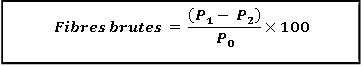 Fibres brutes = (P₁ − P₂) / P₀ × 100